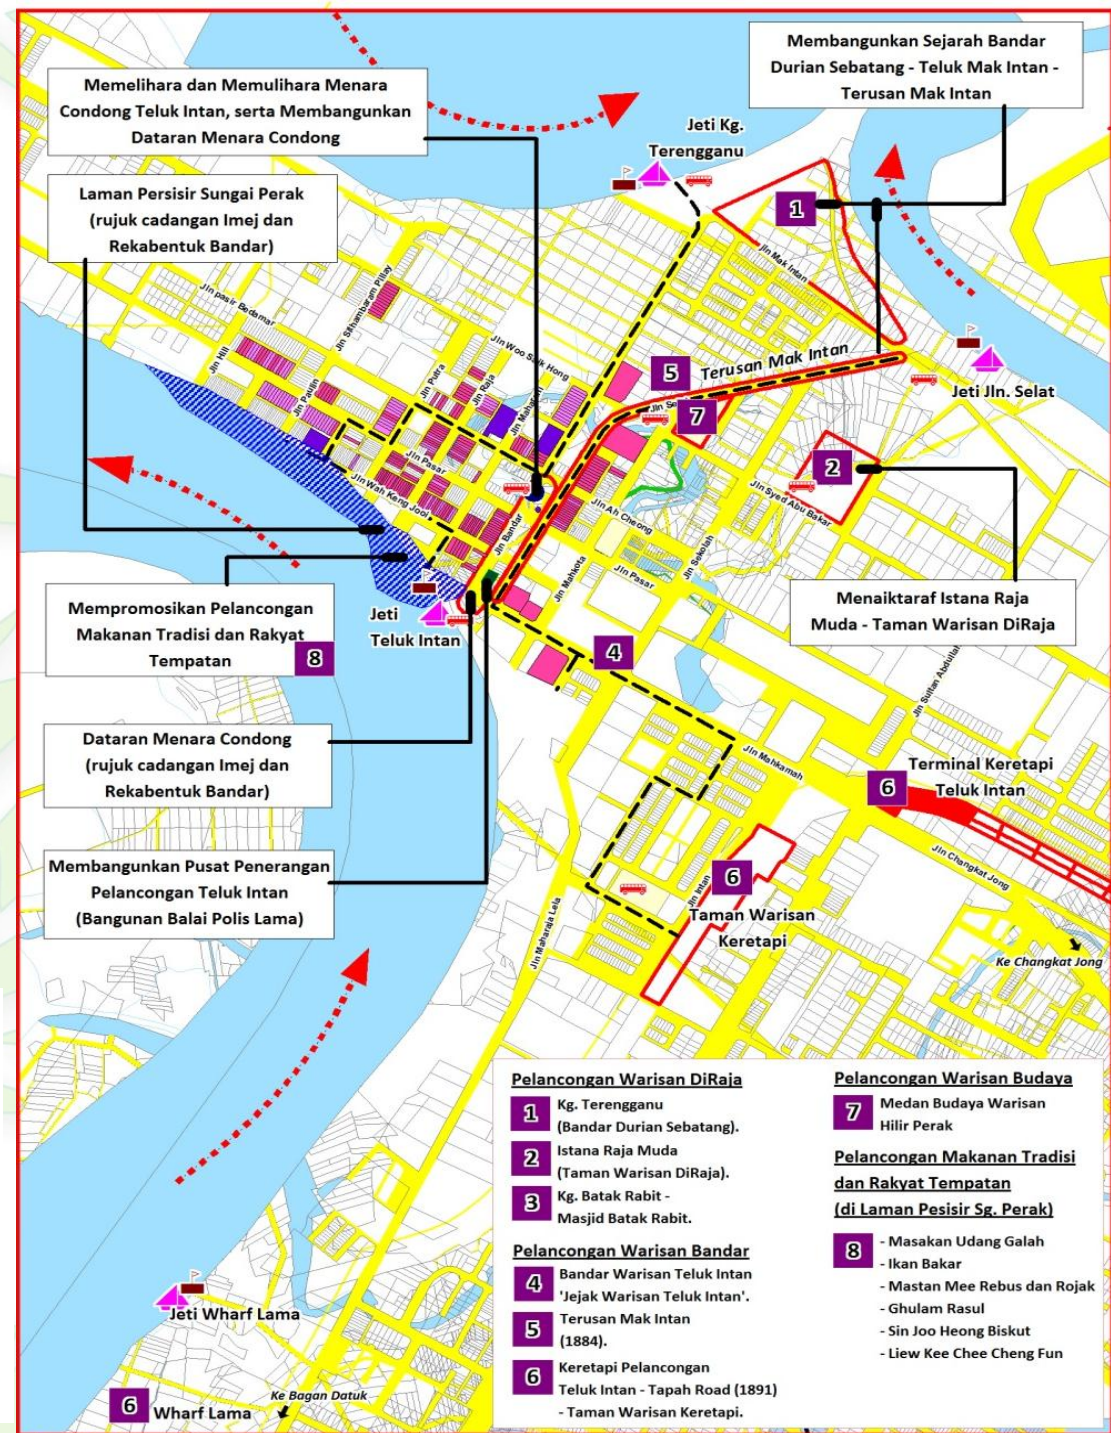 Membangunkan Sejarah Bandar
Durian Sebatang - Teluk Mak Intan -
Terusan Mak Intan
Memelihara dan Memulihara Menara
Condong Teluk Intan, serta Membangunkan
Dataran Menara Condong
Jeti Kg.
Terengganu
Laman Persisir Sungai Perak
(rujuk cadangan Imej dan
Rekabentuk Bandar)
1
Jln Mak Intan
Jln pasir Bedamar
Jln Sithambaram Pillay
Jln Hill
Jln Woo Saik Hong
Jln Putra
Jln Raja
Jln Maharani
Jln Paulin
5
Terusan Mak Intan
7
Jeti Jln. Selat
2
Jln Pasar
Jln Wah Keng Jooi
Jln Bandar
Jln Ah Cheong
Jln Syed Abu Bakar
Jln Sekolah
Jln Pasar
Jln Mahkota
Mempromosikan Pelancongan
Makanan Tradisi dan Rakyat
Tempatan
8
Jeti
Teluk Intan
Menaiktaraf Istana Raja
Muda - Taman Warisan DiRaja
4
Jln Sultan Abdullah
Dataran Menara Condong
(rujuk cadangan Imej dan
Rekabentuk Bandar)
Jln Mahkamah
Terminal Keretapi
Teluk Intan
6
Jln Changkat Jong
Membangunkan Pusat Penerangan
Pelancongan Teluk Intan
(Bangunan Balai Polis Lama)
Jln Maharaja Lela
Jln Intan
6
Taman Warisan
Keretapi
Ke Changkat Jong
Pelancongan Warisan DiRaja
1 Kg. Terengganu
(Bandar Durian Sebatang).
2 Istana Raja Muda
(Taman Warisan DiRaja).
3 Kg. Batak Rabit -
Masjid Batak Rabit.
Pelancongan Warisan Bandar
4 Bandar Warisan Teluk Intan
'Jejak Warisan Teluk Intan'.
5 Terusan Mak Intan
(1884).
6 Keretapi Pelancongan
Teluk Intan - Tapah Road (1891)
- Taman Warisan Keretapi.
Pelancongan Warisan Budaya
7 Medan Budaya Warisan
Hilir Perak
Pelancongan Makanan Tradisi
dan Rakyat Tempatan
(di Laman Pesisir Sg. Perak)
8 - Masakan Udang Galah
- Ikan Bakar
- Mastan Mee Rebus dan Rojak
- Ghulam Rasul
- Sin Joo Heong Biskut
- Liew Kee Chee Cheng Fun
Jeti Wharf Lama
6 Wharf Lama
Ke Bagan Datuk